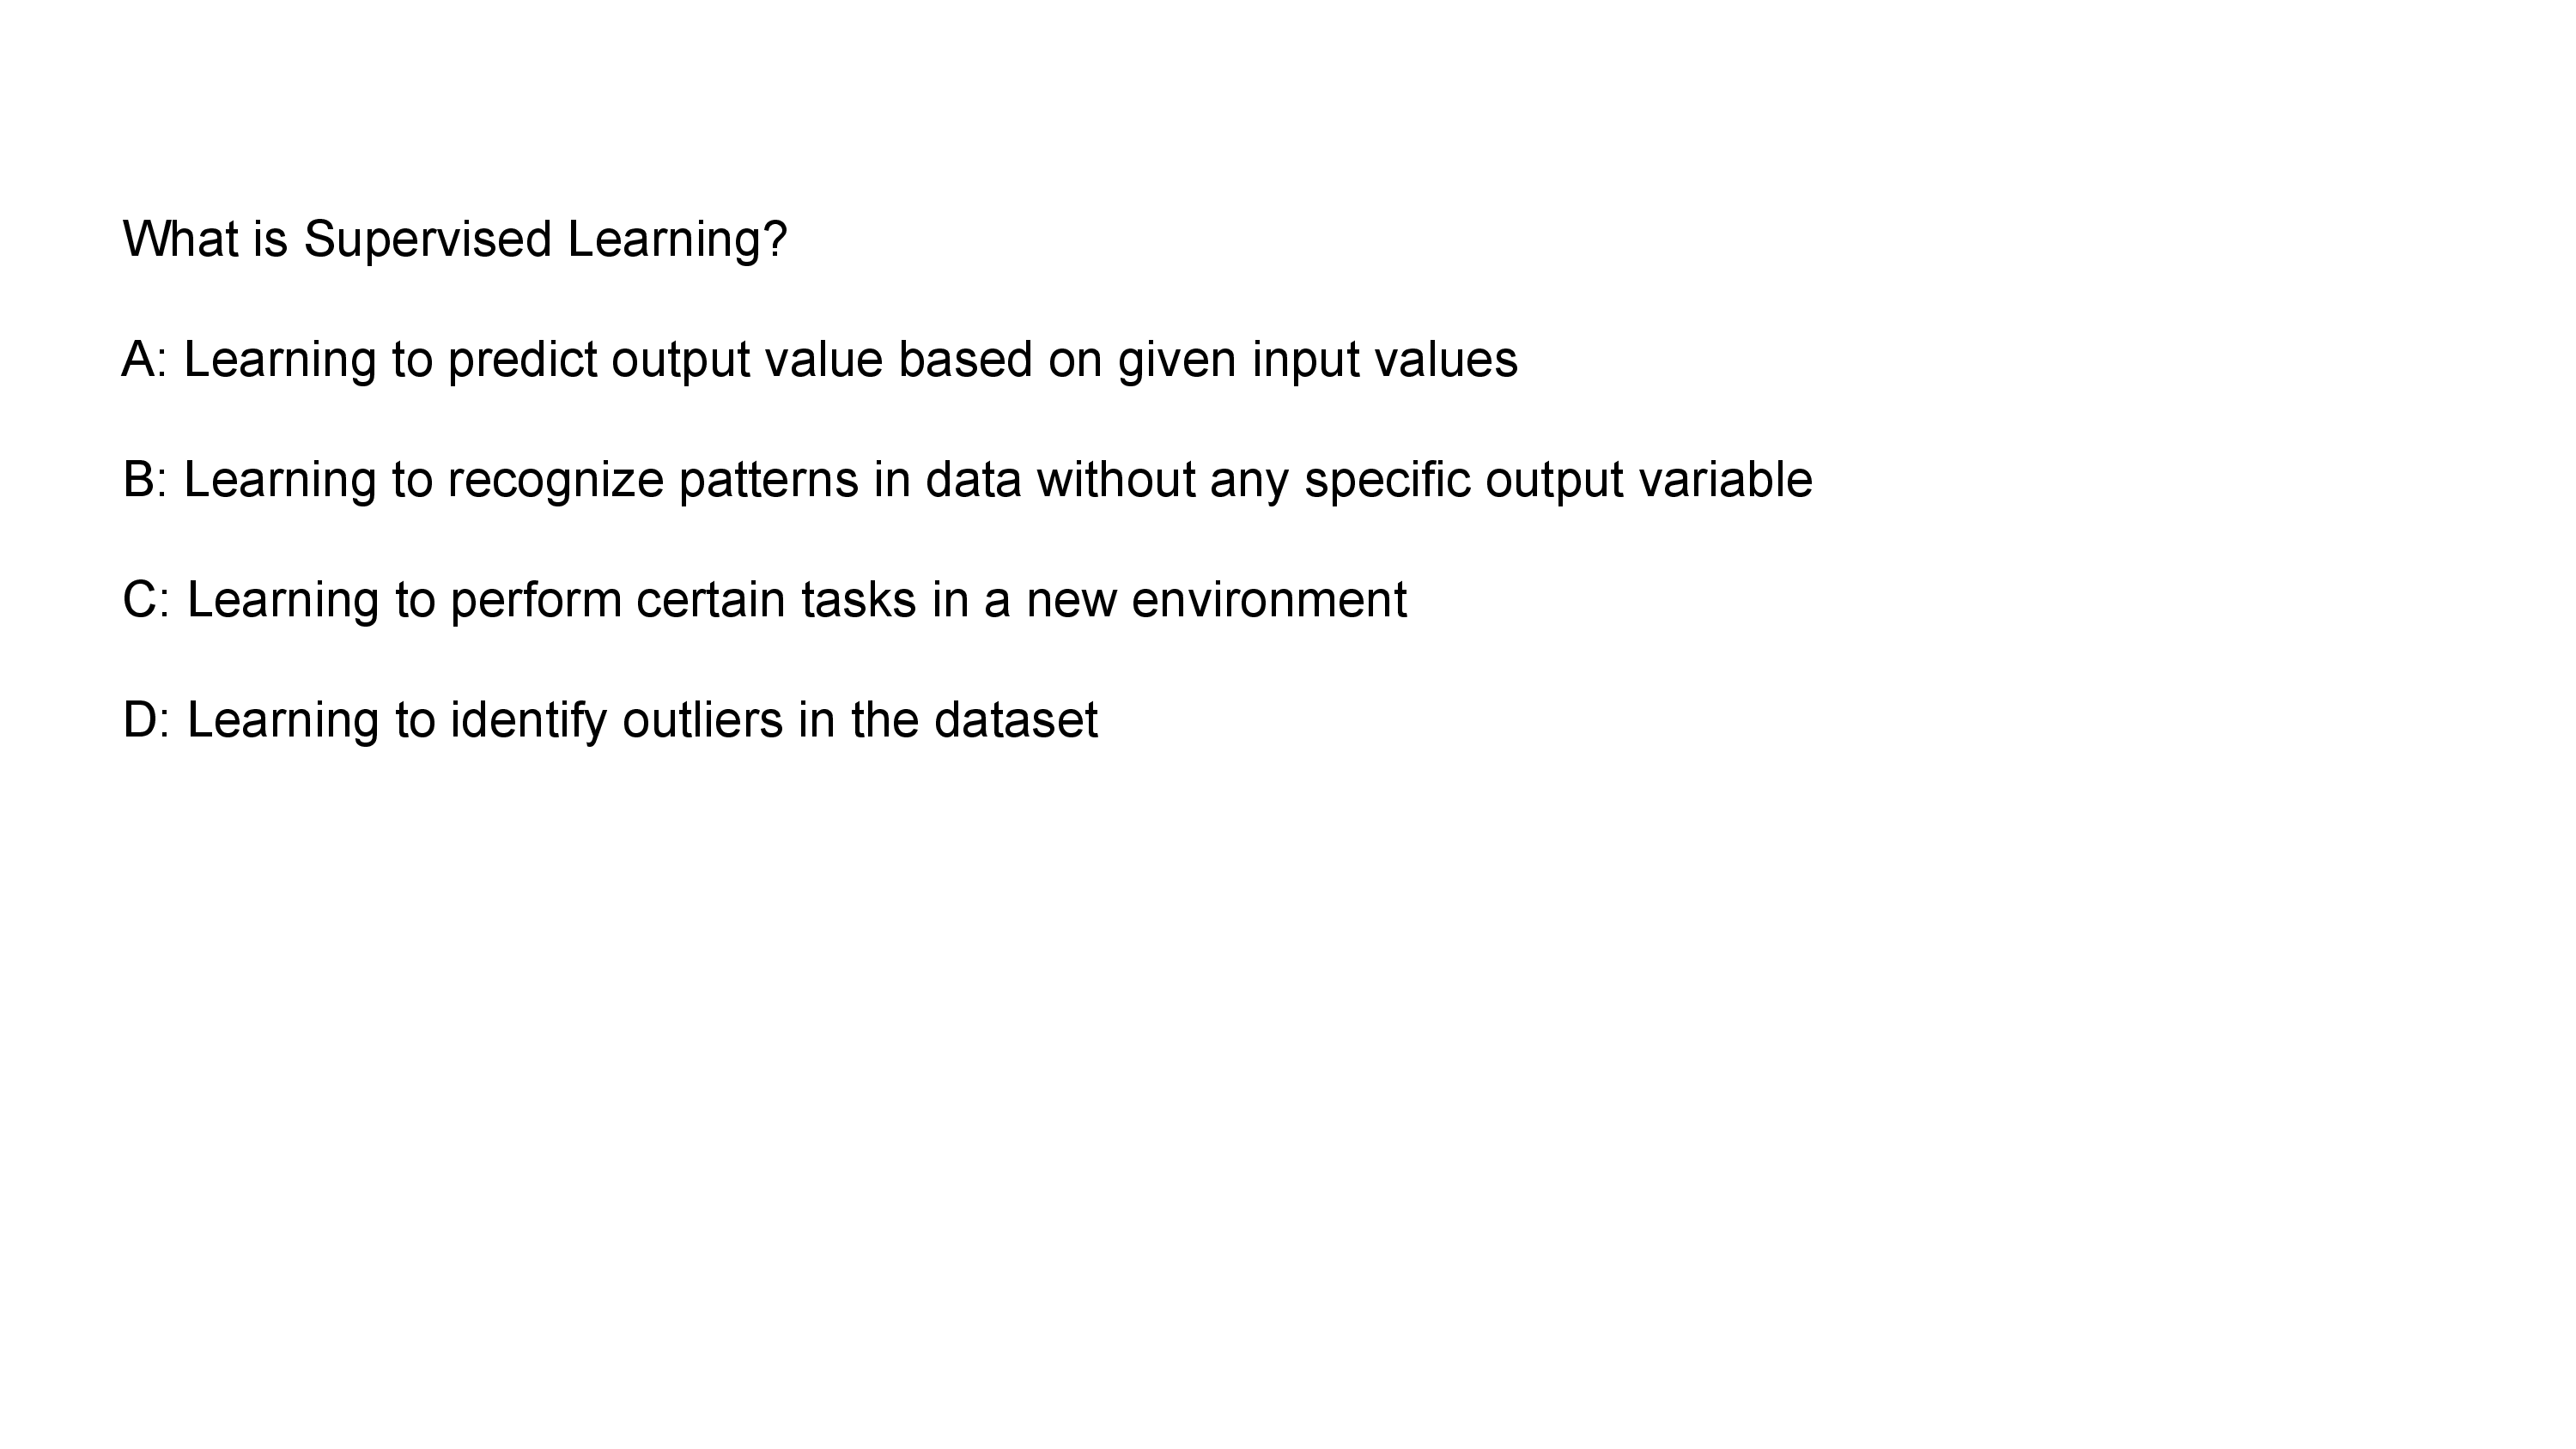 What is Supervised Learning?
A: Learning to predict output value based on given input values
B: Learning to recognize patterns in data without any specific output variable
C: Learning to perform certain tasks in a new environment
D: Learning to identify outliers in the dataset